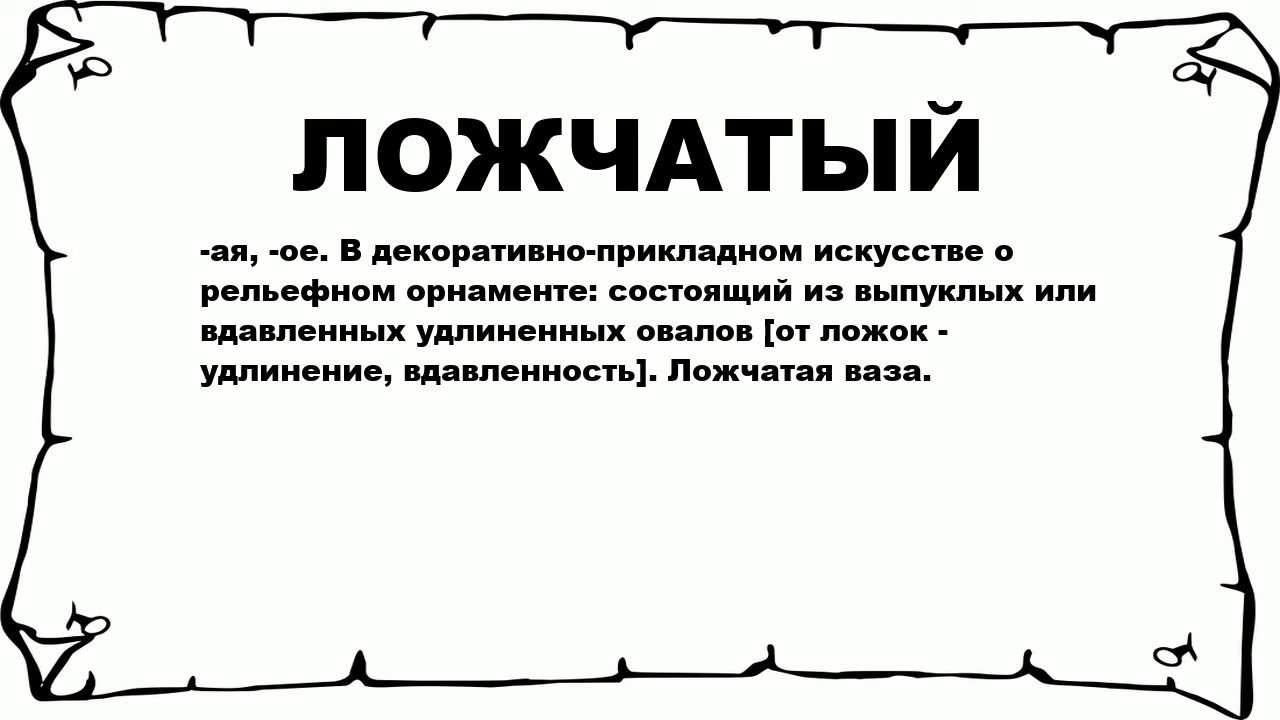 ЛОЖЧАТЫЙ
-ая, -ое. В декоративно-прикладном искусстве о
рельефном орнаменте: состоящий из выпуклых или
вдавленных удлиненных овалов [от ложок -
удлинение, вдавленность]. Ложчатая ваза.